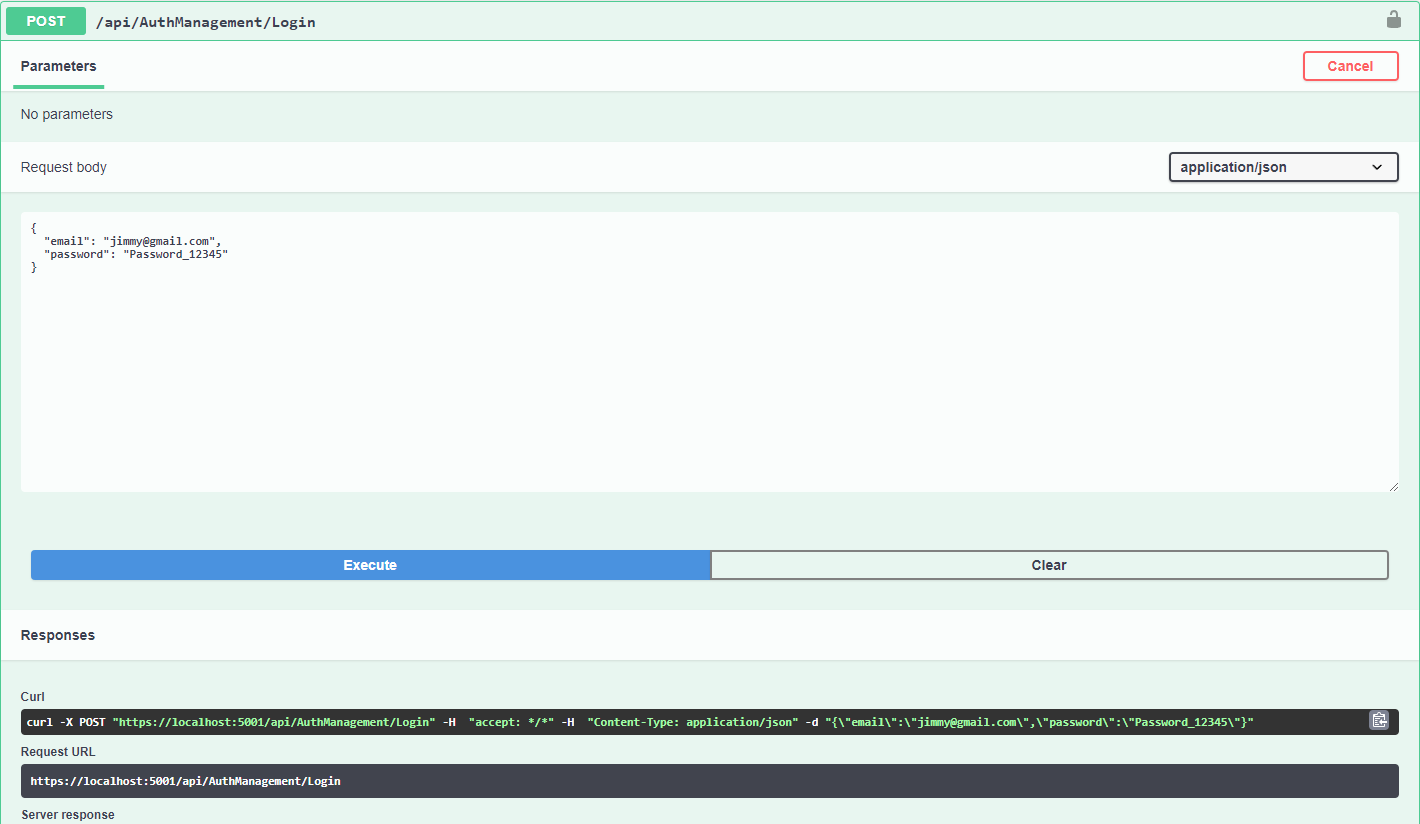 POST /api/AuthManagement/Login
Parameters
Cancel
No parameters
Request body
application/json
{
  "email": "jimmy@gmail.com",
  "password": "Password_12345"
}
Execute
Clear
Responses
Curl
curl -X POST "https://localhost:5001/api/AuthManagement/Login" -H  "accept: */*" -H  "Content-Type: application/json" -d "{\"email\":\"jimmy@gmail.com\",\"password\":\"Password_12345\"}"
Request URL
https://localhost:5001/api/AuthManagement/Login
Server response